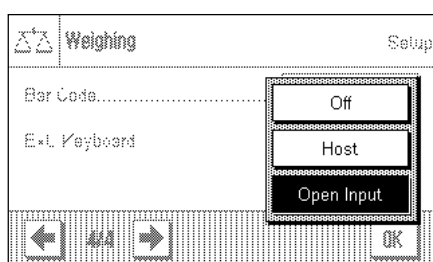 Weighing Setup
Bar Code.............................
Off
Ext. Keyboard
Host
Open Input
4/4
OK